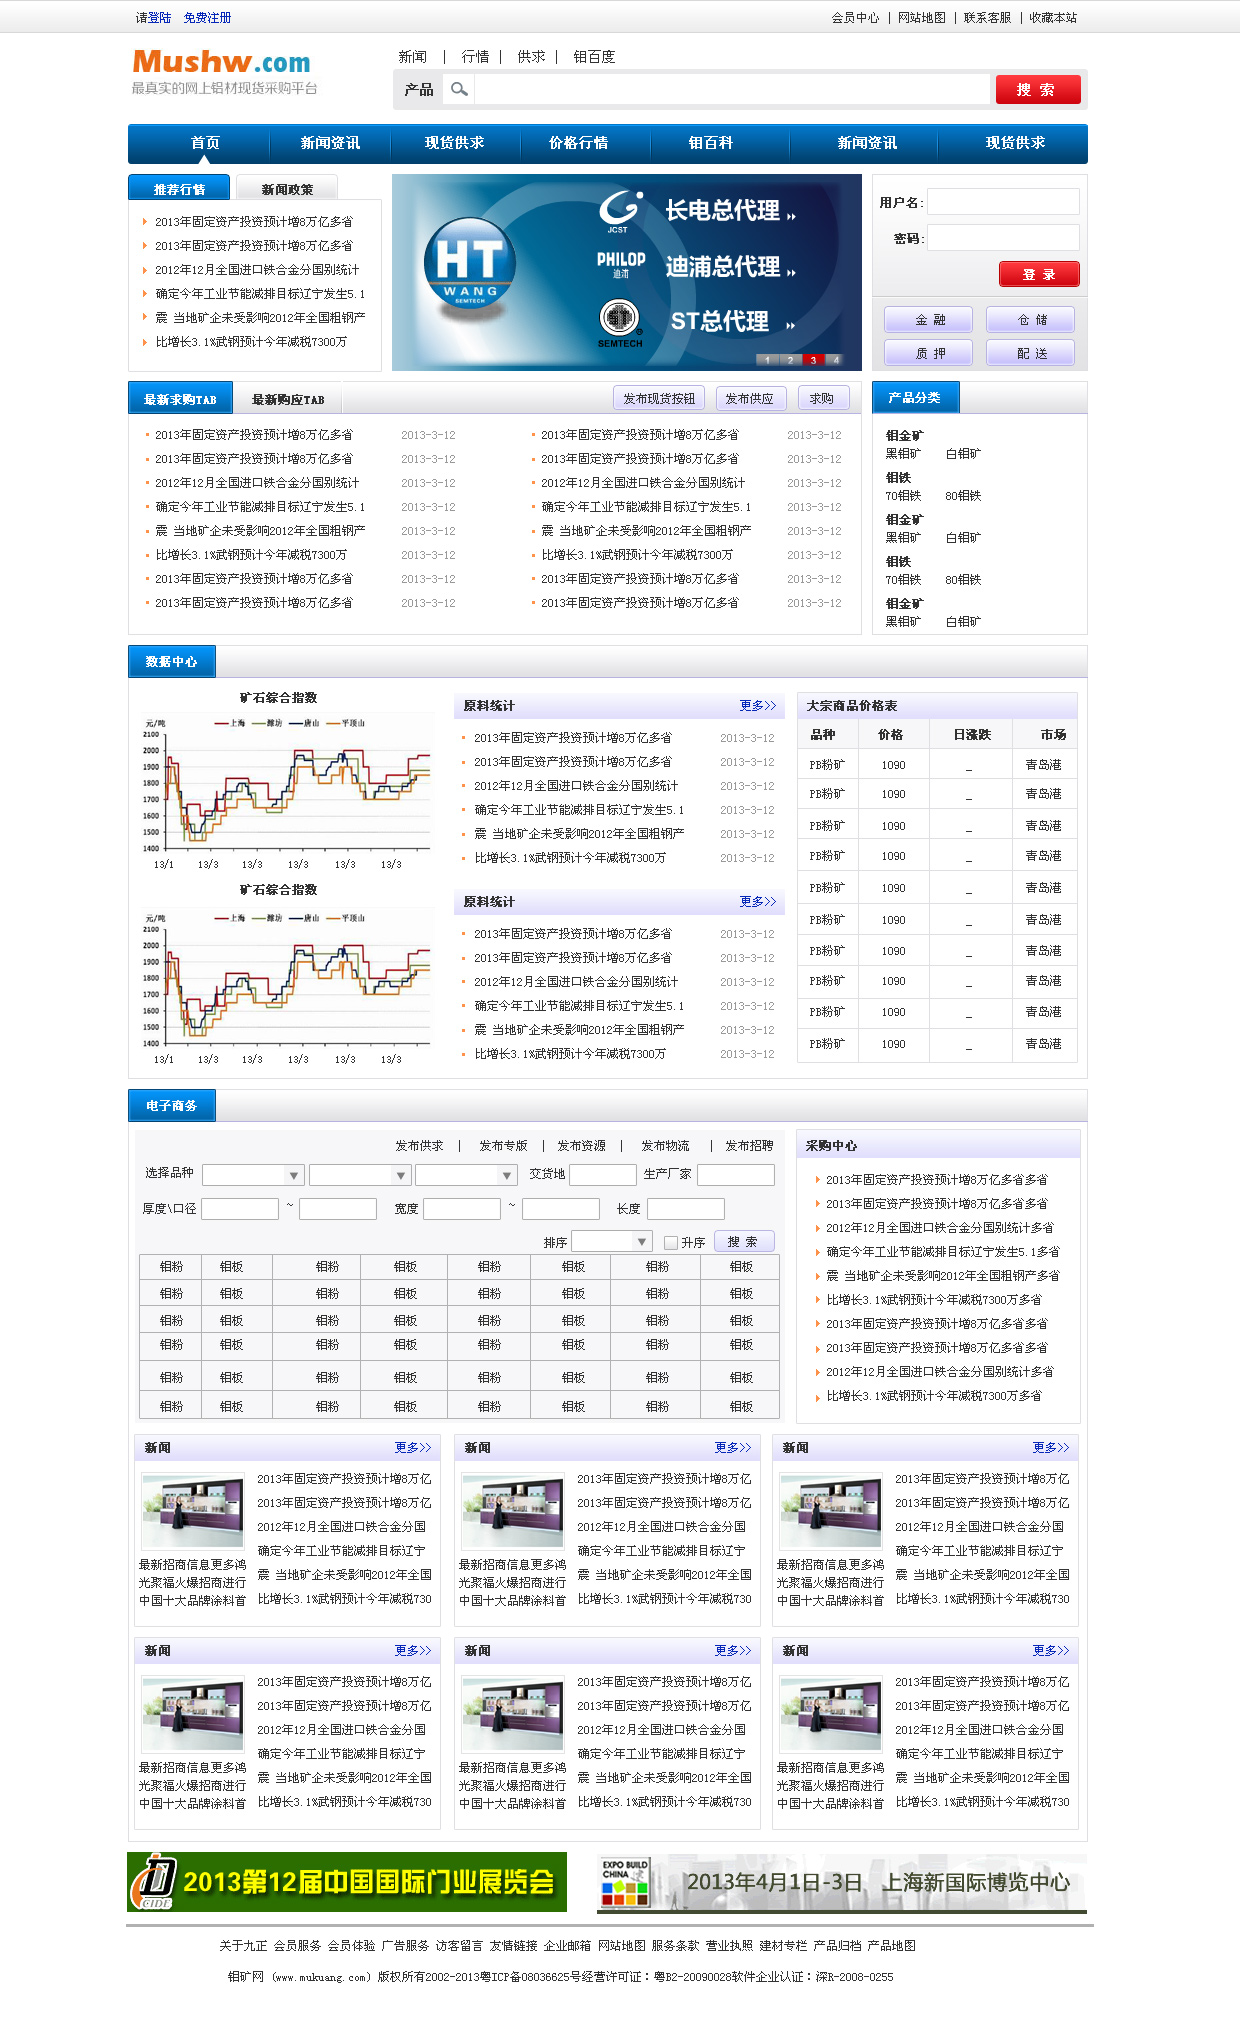 请登陆 免费注册
会员中心 | 网站地图 | 联系客服 | 收藏本站
Mushw.com
最真实的网上铝材现货采购平台
新闻 | 行情 | 供求 | 钼百度
产品
搜 索
首页 新闻资讯 现货供求 价格行情 钼百科 新闻资讯 现货供求
推荐行情 新闻政策
2013年固定资产投资预计增8万亿多省
2013年固定资产投资预计增8万亿多省
2012年12月全国进口铁合金分国别统计
确定今年工业节能减排目标辽宁发生5.1
震 当地矿企未受影响2012年全国粗钢产
比增长3.1%武钢预计今年减税7300万
HT
WANG
SEMTECH
JCST
长电总代理
PHILOP
迪浦
迪浦总代理
ST
SEMTECH
ST总代理
1 2 3 4
用户名:
密码:
登 录
金 融 仓 储
质 押 配 送
最新求购TAB 最新购应TAB
发布现货按钮 发布供应 求购
2013年固定资产投资预计增8万亿多省 2013-3-12 2013年固定资产投资预计增8万亿多省 2013-3-12
2013年固定资产投资预计增8万亿多省 2013-3-12 2013年固定资产投资预计增8万亿多省 2013-3-12
2012年12月全国进口铁合金分国别统计 2013-3-12 2012年12月全国进口铁合金分国别统计 2013-3-12
确定今年工业节能减排目标辽宁发生5.1 2013-3-12 确定今年工业节能减排目标辽宁发生5.1 2013-3-12
震 当地矿企未受影响2012年全国粗钢产 2013-3-12 震 当地矿企未受影响2012年全国粗钢产 2013-3-12
比增长3.1%武钢预计今年减税7300万 2013-3-12 比增长3.1%武钢预计今年减税7300万 2013-3-12
2013年固定资产投资预计增8万亿多省 2013-3-12 2013年固定资产投资预计增8万亿多省 2013-3-12
2013年固定资产投资预计增8万亿多省 2013-3-12 2013年固定资产投资预计增8万亿多省 2013-3-12
产品分类
钼金矿
黑钼矿 白钼矿
钼铁
70钼铁 80钼铁
钼金矿
黑钼矿 白钼矿
钼铁
70钼铁 80钼铁
钼金矿
黑钼矿 白钼矿
数据中心
矿石综合指数
元/吨 上海 潍坊 唐山 平顶山
2100
2000
1900
1800
1700
1600
1500
1400
13/1 13/3 13/3 13/3 13/3 13/3
矿石综合指数
元/吨 上海 潍坊 唐山 平顶山
2100
2000
1900
1800
1700
1600
1500
1400
13/1 13/3 13/3 13/3 13/3 13/3
原料统计 更多>>
2013年固定资产投资预计增8万亿多省 2013-3-12
2013年固定资产投资预计增8万亿多省 2013-3-12
2012年12月全国进口铁合金分国别统计 2013-3-12
确定今年工业节能减排目标辽宁发生5.1 2013-3-12
震 当地矿企未受影响2012年全国粗钢产 2013-3-12
比增长3.1%武钢预计今年减税7300万 2013-3-12
原料统计 更多>>
2013年固定资产投资预计增8万亿多省 2013-3-12
2013年固定资产投资预计增8万亿多省 2013-3-12
2012年12月全国进口铁合金分国别统计 2013-3-12
确定今年工业节能减排目标辽宁发生5.1 2013-3-12
震 当地矿企未受影响2012年全国粗钢产 2013-3-12
比增长3.1%武钢预计今年减税7300万 2013-3-12
大宗商品价格表
品种 价格 日涨跌 市场
PB粉矿 1090 _ 青岛港
PB粉矿 1090 _ 青岛港
PB粉矿 1090 _ 青岛港
PB粉矿 1090 _ 青岛港
PB粉矿 1090 _ 青岛港
PB粉矿 1090 _ 青岛港
PB粉矿 1090 _ 青岛港
PB粉矿 1090 _ 青岛港
PB粉矿 1090 _ 青岛港
PB粉矿 1090 _ 青岛港
电子商务
发布供求 | 发布专版 | 发布资源 | 发布物流 | 发布招聘
选择品种 交货地 生产厂家
厚度\口径 ~ 宽度 ~ 长度
排序 升序 搜 索
钼粉 钼板 钼粉 钼板 钼粉 钼板 钼粉 钼板
钼粉 钼板 钼粉 钼板 钼粉 钼板 钼粉 钼板
钼粉 钼板 钼粉 钼板 钼粉 钼板 钼粉 钼板
钼粉 钼板 钼粉 钼板 钼粉 钼板 钼粉 钼板
钼粉 钼板 钼粉 钼板 钼粉 钼板 钼粉 钼板
钼粉 钼板 钼粉 钼板 钼粉 钼板 钼粉 钼板
采购中心
2013年固定资产投资预计增8万亿多省多省
2013年固定资产投资预计增8万亿多省多省
2012年12月全国进口铁合金分国别统计多省
确定今年工业节能减排目标辽宁发生5.1多省
震 当地矿企未受影响2012年全国粗钢产多省
比增长3.1%武钢预计今年减税7300万多省
2013年固定资产投资预计增8万亿多省多省
2013年固定资产投资预计增8万亿多省多省
2012年12月全国进口铁合金分国别统计多省
比增长3.1%武钢预计今年减税7300万多省
新闻 更多>> 新闻 更多>> 新闻 更多>>
2013年固定资产投资预计增8万亿 2013年固定资产投资预计增8万亿 2013年固定资产投资预计增8万亿
2013年固定资产投资预计增8万亿 2013年固定资产投资预计增8万亿 2013年固定资产投资预计增8万亿
2012年12月全国进口铁合金分国 2012年12月全国进口铁合金分国 2012年12月全国进口铁合金分国
确定今年工业节能减排目标辽宁 确定今年工业节能减排目标辽宁 确定今年工业节能减排目标辽宁
震 当地矿企未受影响2012年全国 震 当地矿企未受影响2012年全国 震 当地矿企未受影响2012年全国
比增长3.1%武钢预计今年减税730 比增长3.1%武钢预计今年减税730 比增长3.1%武钢预计今年减税730
最新招商信息更多鸿 最新招商信息更多鸿 最新招商信息更多鸿
光聚福火爆招商进行 光聚福火爆招商进行 光聚福火爆招商进行
中国十大品牌涂料首 中国十大品牌涂料首 中国十大品牌涂料首
新闻 更多>> 新闻 更多>> 新闻 更多>>
2013年固定资产投资预计增8万亿 2013年固定资产投资预计增8万亿 2013年固定资产投资预计增8万亿
2013年固定资产投资预计增8万亿 2013年固定资产投资预计增8万亿 2013年固定资产投资预计增8万亿
2012年12月全国进口铁合金分国 2012年12月全国进口铁合金分国 2012年12月全国进口铁合金分国
确定今年工业节能减排目标辽宁 确定今年工业节能减排目标辽宁 确定今年工业节能减排目标辽宁
震 当地矿企未受影响2012年全国 震 当地矿企未受影响2012年全国 震 当地矿企未受影响2012年全国
比增长3.1%武钢预计今年减税730 比增长3.1%武钢预计今年减税730 比增长3.1%武钢预计今年减税730
最新招商信息更多鸿 最新招商信息更多鸿 最新招商信息更多鸿
光聚福火爆招商进行 光聚福火爆招商进行 光聚福火爆招商进行
中国十大品牌涂料首 中国十大品牌涂料首 中国十大品牌涂料首
CIDE
2013第12届中国国际门业展览会
EXPO BUILD
CHINA
2013年4月1日-3日 上海新国际博览中心
关于九正 会员服务 会员体验 广告服务 访客留言 友情链接 企业邮箱 网站地图 服务条款 营业执照 建材专栏 产品归档 产品地图
钼矿网 (www.mukuang.com) 版权所有2002-2013粤ICP备08036625号经营许可证：粤B2-20090028软件企业认证：深R-2008-0255